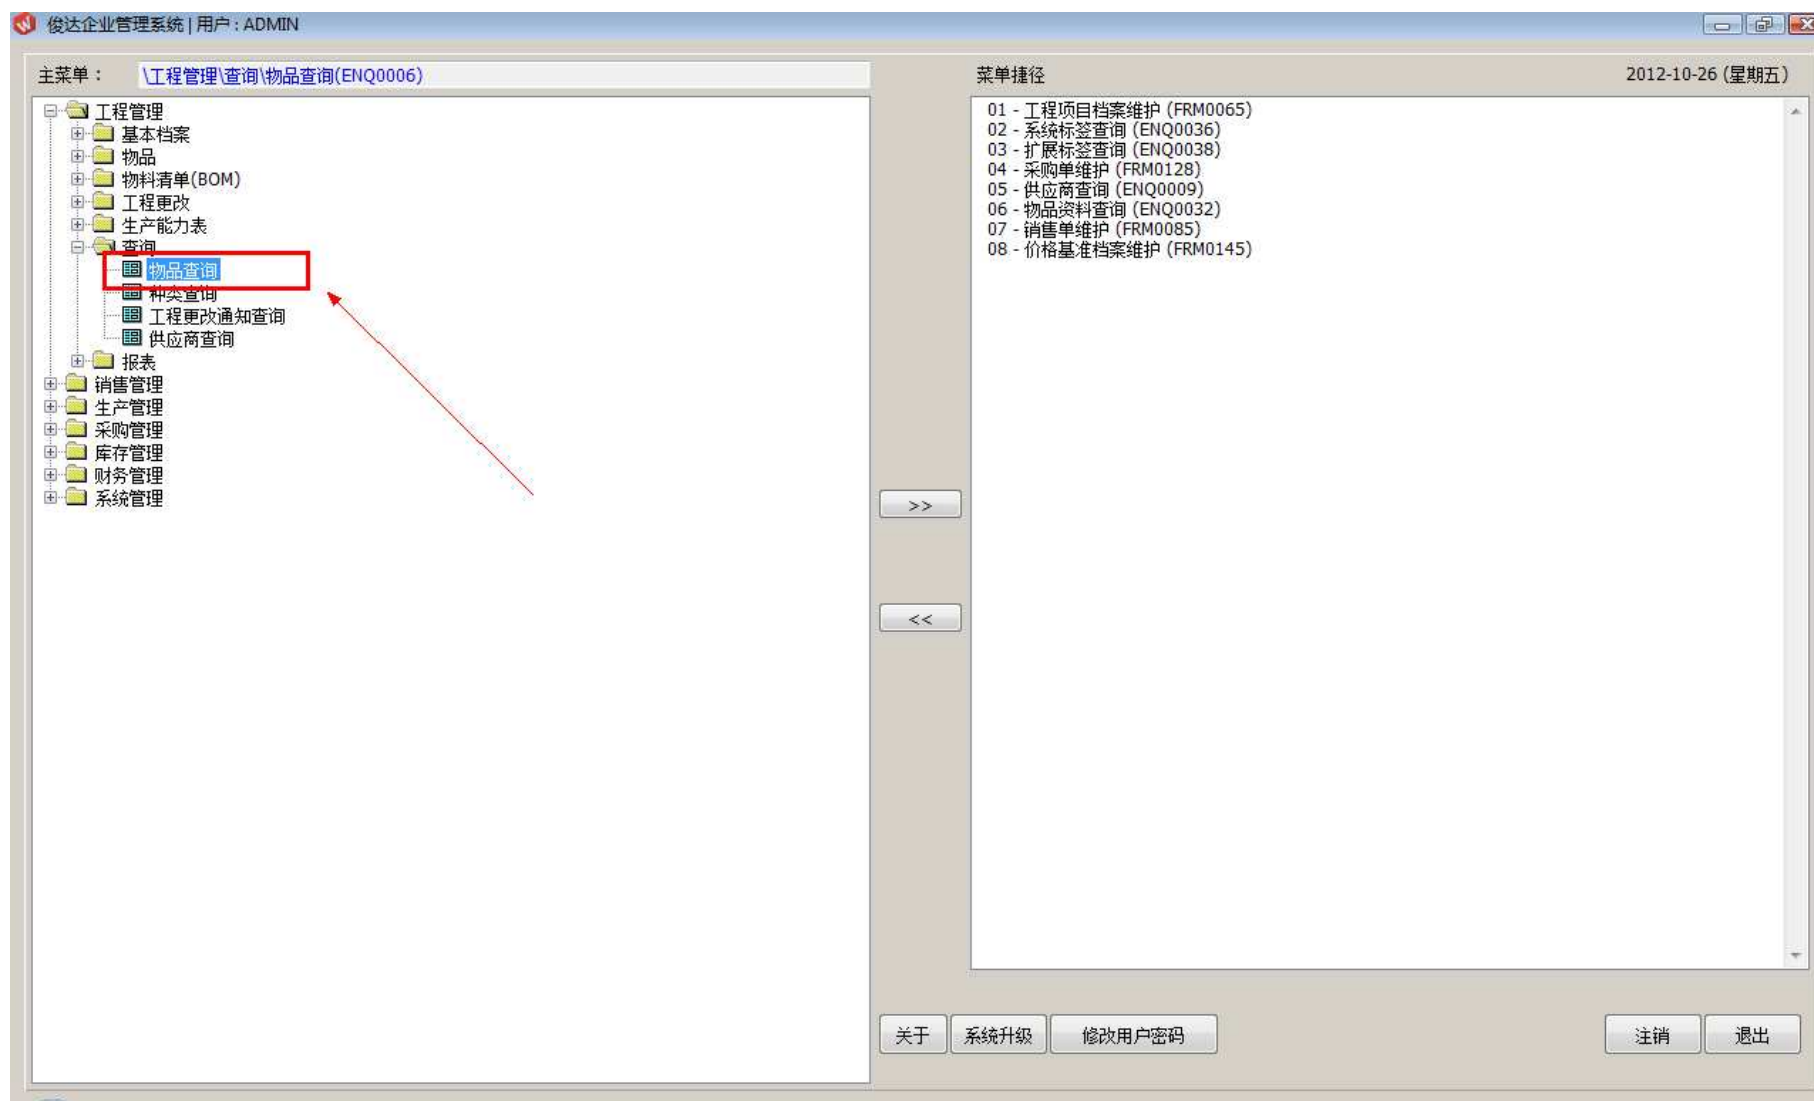 俊达企业管理系统 | 用户 : ADMIN
主菜单： \工程管理\查询\物品查询(ENQ0006)
菜单捷径
2012-10-26 (星期五)
工程管理
基本档案
物品
物料清单(BOM)
工程更改
生产能力表
查询
物品查询
种类查询
工程更改通知查询
供应商查询
报表
销售管理
生产管理
采购管理
库存管理
财务管理
系统管理
01 - 工程项目档案维护 (FRM0065)
02 - 系统标签查询 (ENQ0036)
03 - 扩展标签查询 (ENQ0038)
04 - 采购单维护 (FRM0128)
05 - 供应商查询 (ENQ0009)
06 - 物品资料查询 (ENQ0032)
07 - 销售单维护 (FRM0085)
08 - 价格基准档案维护 (FRM0145)
>>
<<
关于 系统升级 修改用户密码 注销 退出